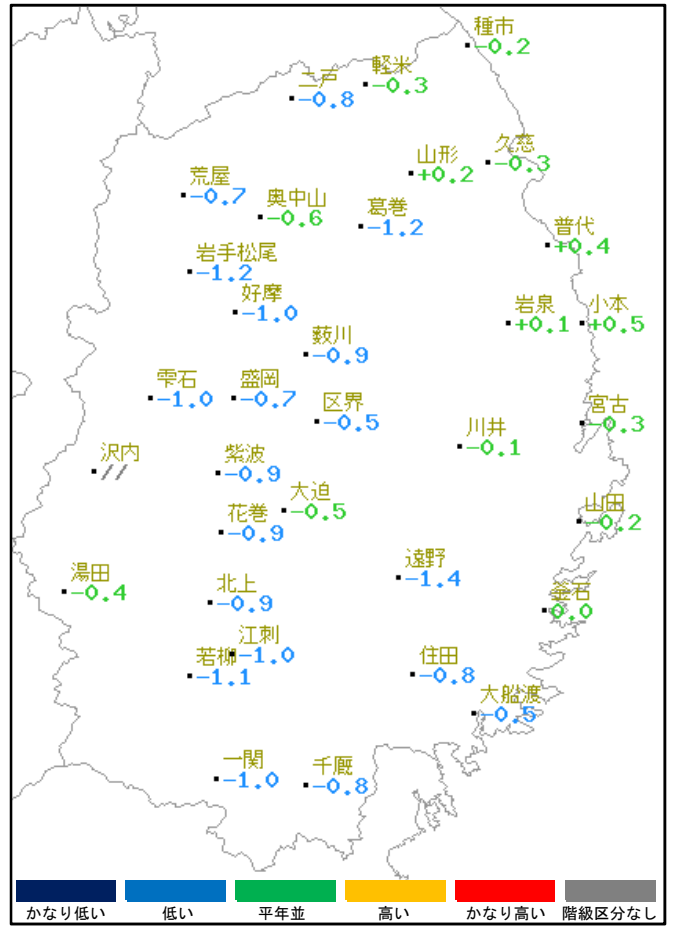 種市
-0.2
軽米
-0.3
二戸
-0.8
久慈
-0.3
山形
+0.2
荒屋
-0.7
奥中山
-0.6
葛巻
-1.2
普代
+0.4
岩手松尾
-1.2
好摩
-1.0
岩泉
+0.1
小本
+0.5
薮川
-0.9
雫石
-1.0
盛岡
-0.7
区界
-0.5
宮古
-0.3
川井
-0.1
沢内
//
紫波
-0.9
大迫
-0.5
山田
-0.2
花巻
-0.9
遠野
-1.4
湯田
-0.4
北上
-0.9
釜石
0.0
江刺
-1.0
若柳
-1.1
住田
-0.8
大船渡
-0.5
一関
-1.0
千厩
-0.8
かなり低い
低い
平年並
高い
かなり高い
階級区分なし